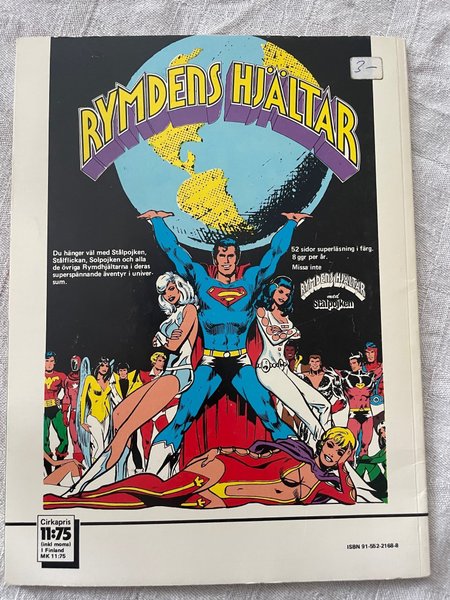 3-
RYMDENS HJÄLTAR
Du hänger väl med Stålpojken,
Stålflickan, Solpojken och alla
de övriga Rymdhjältarna i deras
superspännande äventyr i univer-
sum.
52 sidor superläsning i färg.
8 ggr per år.
Missa inte
RYMDENS HJÄLTAR
med
Stålpojken
Cirkapris
11:75
(inkl moms)
I Finland
MK 11:75
ISBN 91-582-2168-8